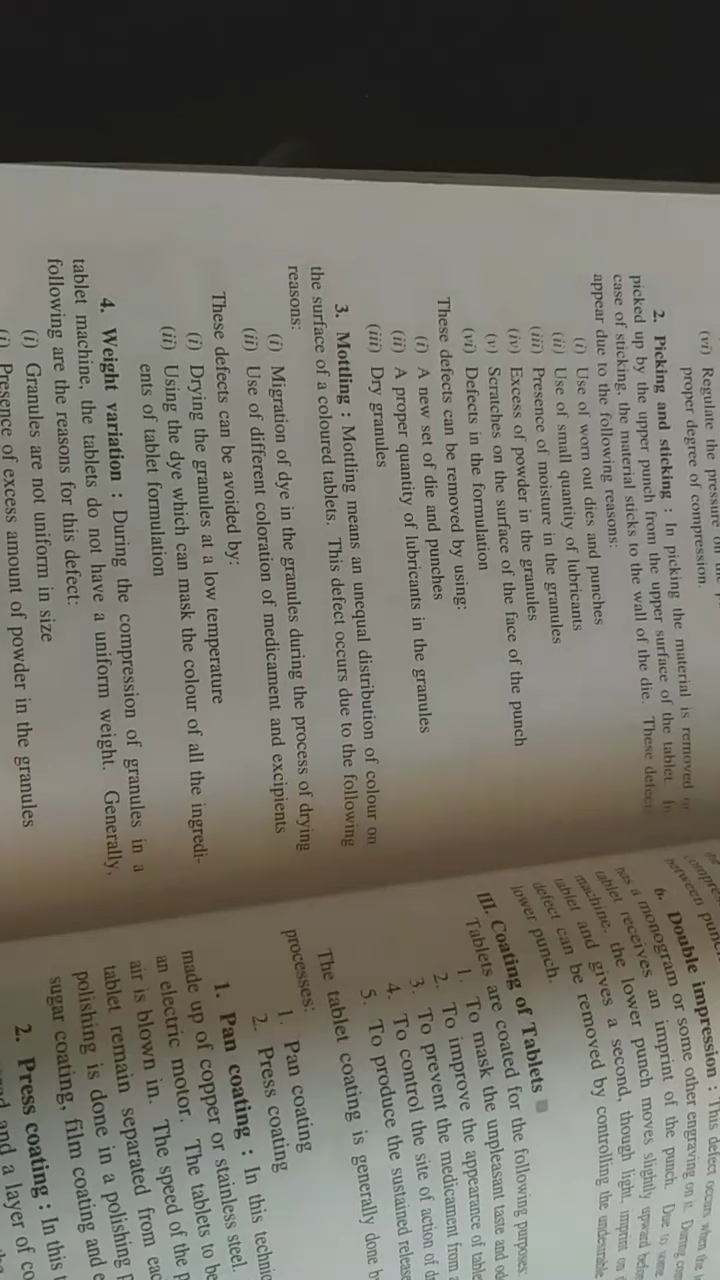 (vi) Regulate the pressure on the
proper degree of compression.
2. Picking and sticking : In picking the material is removed or
picked up by the upper punch from the upper surface of the tablet. In
case of sticking, the material sticks to the wall of the die. These defects
appear due to the following reasons:
(i) Use of worn out dies and punches
(ii) Use of small quantity of lubricants
(iii) Presence of moisture in the granules
(iv) Excess of powder in the granules
(v) Scratches on the surface of the face of the punch
(vi) Defects in the formulation
These defects can be removed by using:
(i) A new set of die and punches
(ii) A proper quantity of lubricants in the granules
(iii) Dry granules
3. Mottling : Mottling means an unequal distribution of colour on
the surface of a coloured tablets. This defect occurs due to the following
reasons:
(i) Migration of dye in the granules during the process of drying
(ii) Use of different coloration of medicament and excipients
These defects can be avoided by:
(i) Drying the granules at a low temperature
(ii) Using the dye which can mask the colour of all the ingredi-
ents of tablet formulation
4. Weight variation : During the compression of granules in a
tablet machine, the tablets do not have a uniform weight. Generally,
following are the reasons for this defect:
(i) Granules are not uniform in size
(i) Presence of excess amount of powder in the granules
between punch
6. Double impression : This defect occurs when the
has a monogram or some other engraving on it. During
tablet receives an imprint of the punch. Due to some
machine, the lower punch moves slightly upward
tablet and gives a second, though light, imprint on
defect can be removed by controlling the undesirable
lower punch.
III. Coating of Tablets
Tablets are coated for the following purposes:
1. To mask the unpleasant taste and
2. To improve the appearance of
3. To prevent the medicament from
4. To control the site of action of
5. To produce the sustained release
The tablet coating is generally done
processes:
1. Pan coating
2. Press coating
1. Pan coating : In this
made up of copper or stainless steel.
an electric motor. The tablets to be
air is blown in. The speed of the
tablet remain separated from
polishing is done in a polishing
sugar coating, film coating and
2. Press coating : In this
and a layer of